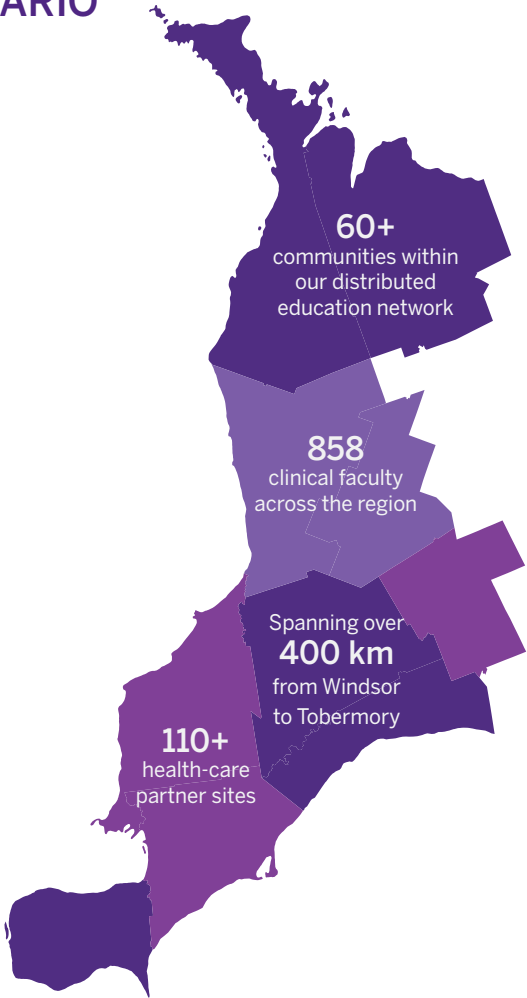 ARIO
60+
communities within
our distributed
education network
858
clinical faculty
across the region
Spanning over
400 km
from Windsor
to Tobermory
110+
health-care
partner sites